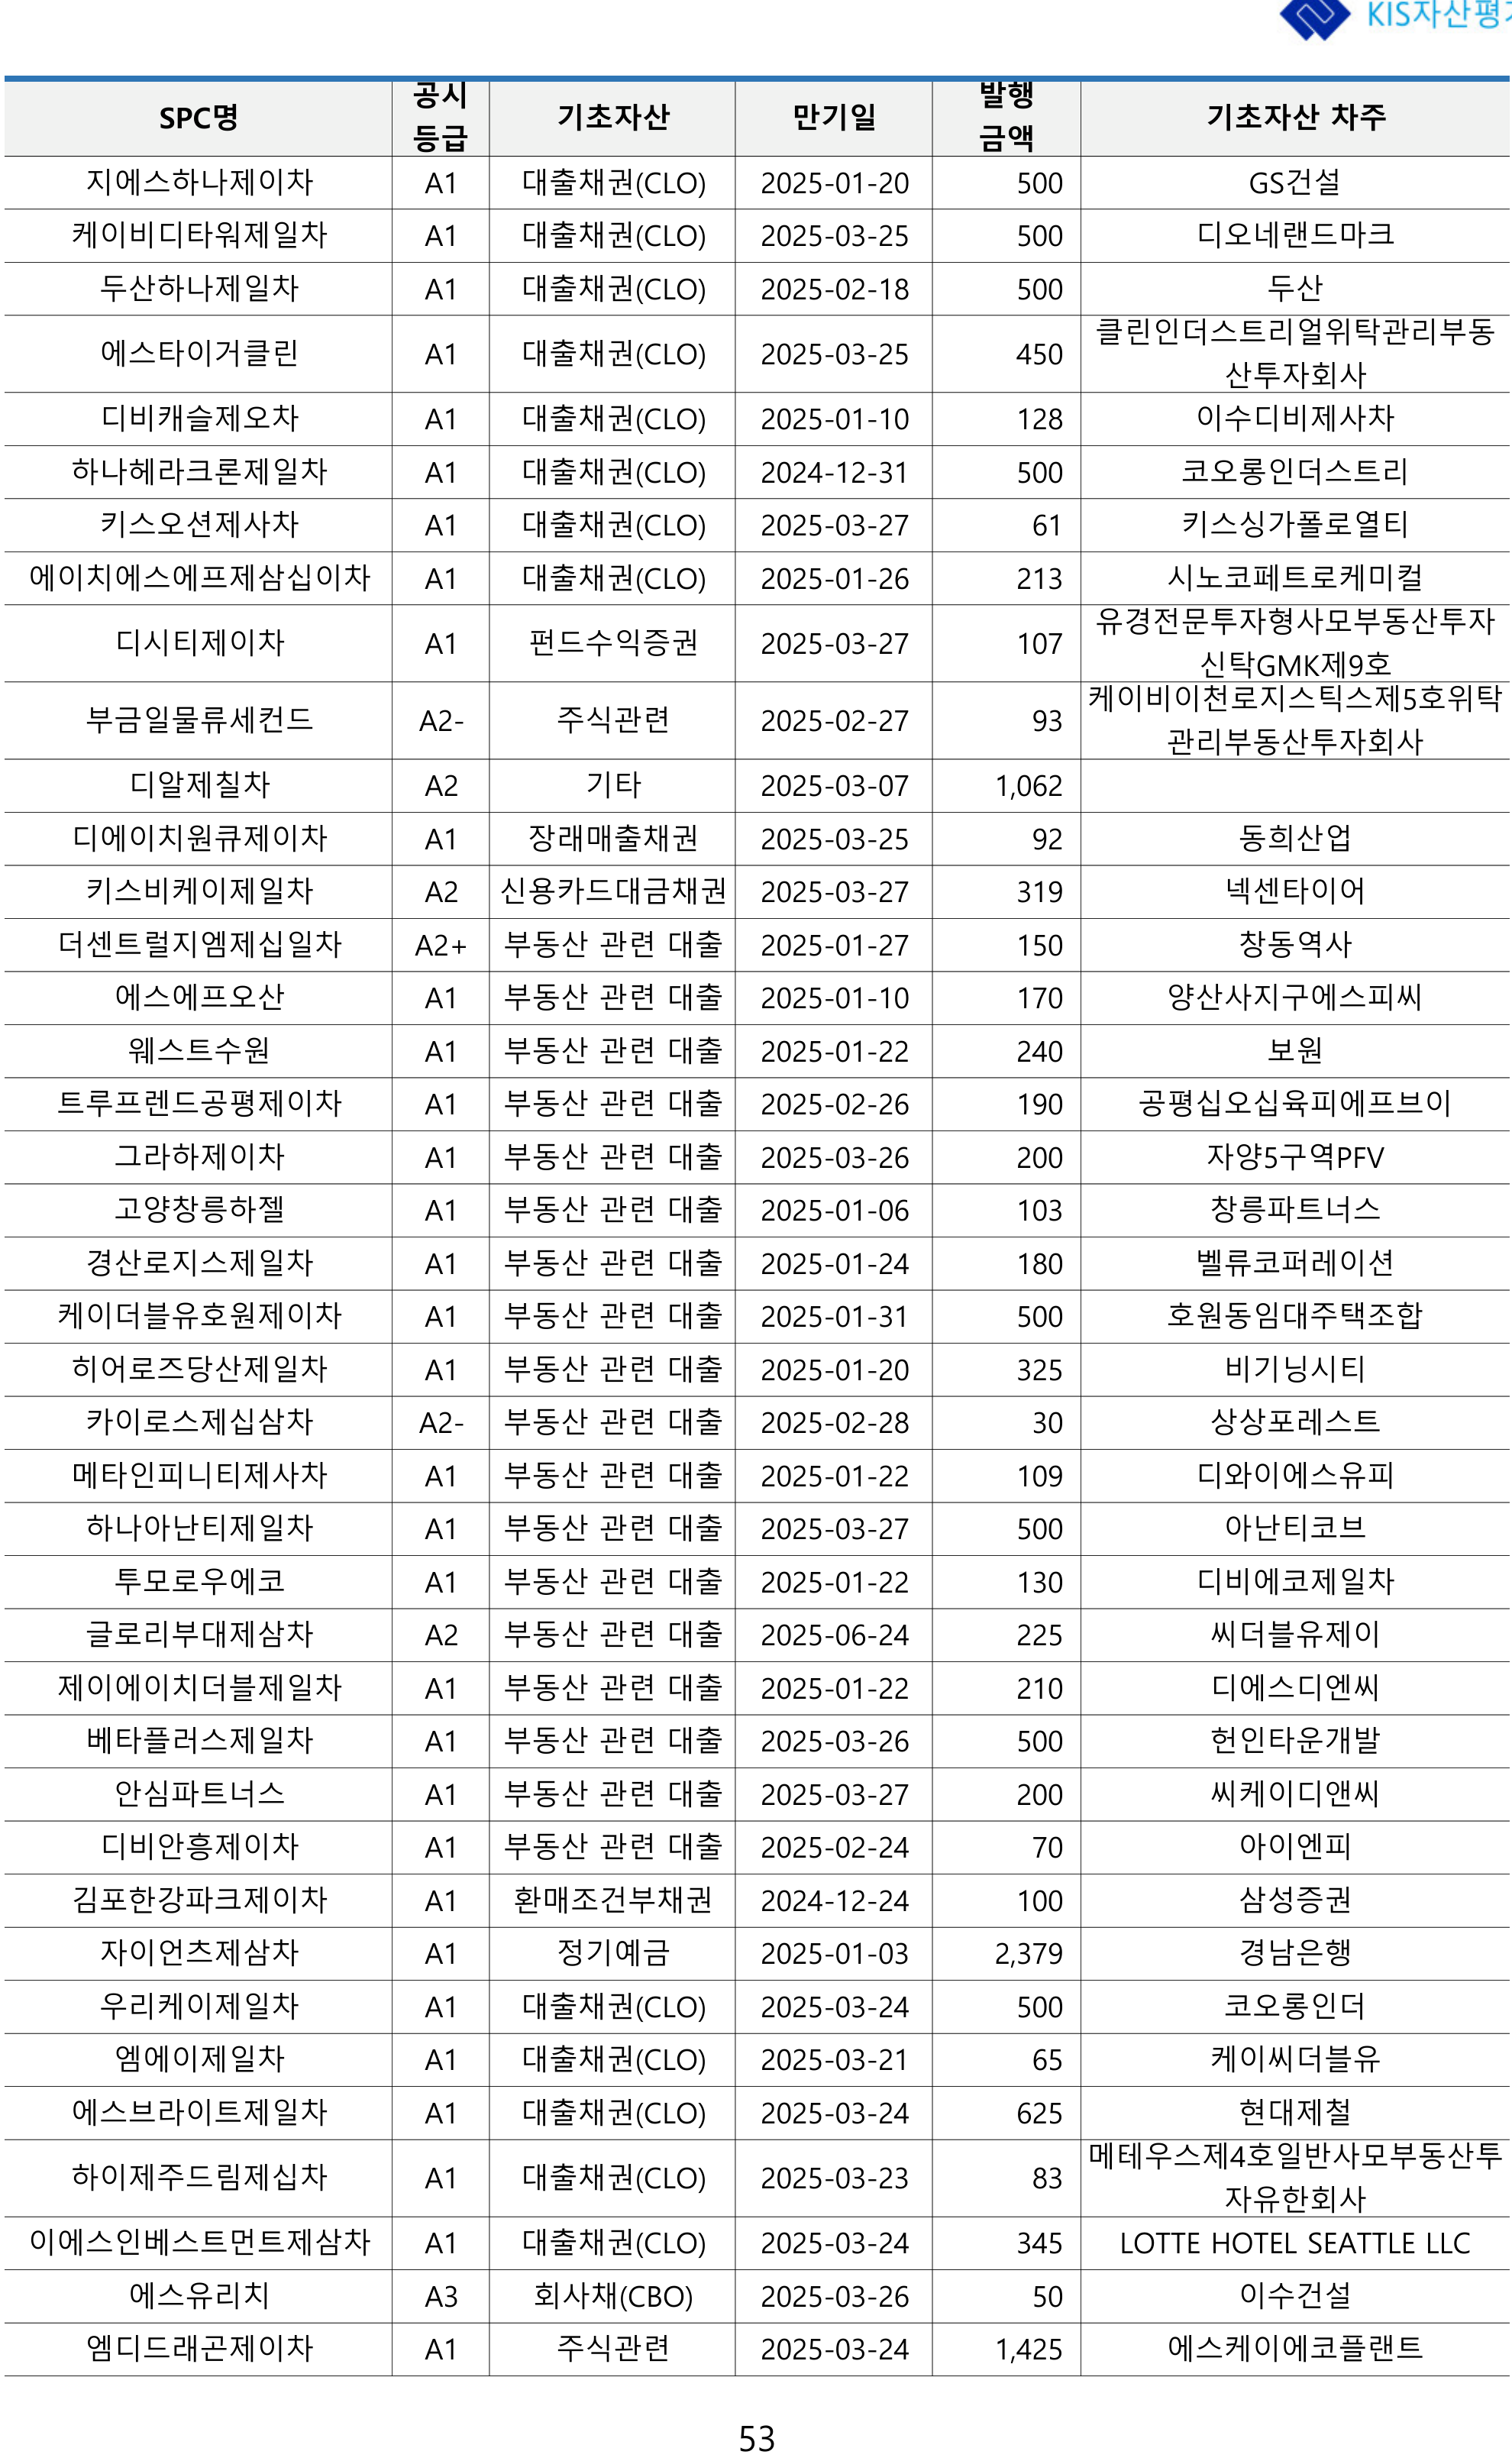 KIS자산평가
SPC명 공시등급 기초자산 만기일 발행금액 기초자산 차주
지에스하나제이차 A1 대출채권(CLO) 2025-01-20 500 GS건설
케이비디타워제일차 A1 대출채권(CLO) 2025-03-25 500 디오네랜드마크
두산하나제일차 A1 대출채권(CLO) 2025-02-18 500 두산
에스타이거클린 A1 대출채권(CLO) 2025-03-25 450 클린인더스트리얼위탁관리부동산투자회사
디비캐슬제오차 A1 대출채권(CLO) 2025-01-10 128 이수디비제사차
하나헤라크론제일차 A1 대출채권(CLO) 2024-12-31 500 코오롱인더스트리
키스오션제사차 A1 대출채권(CLO) 2025-03-27 61 키스싱가폴로열티
에이치에스에프제삼십이차 A1 대출채권(CLO) 2025-01-26 213 시노코페트로케미컬
디시티제이차 A1 펀드수익증권 2025-03-27 107 유경전문투자형사모부동산투자신탁GMK제9호
부금일물류세컨드 A2- 주식관련 2025-02-27 93 케이비이천로지스틱스제5호위탁관리부동산투자회사
디알제칠차 A2 기타 2025-03-07 1,062
디에이치원큐제이차 A1 장래매출채권 2025-03-25 92 동희산업
키스비케이제일차 A2 신용카드대금채권 2025-03-27 319 넥센타이어
더센트럴지엠제십일차 A2+ 부동산 관련 대출 2025-01-27 150 창동역사
에스에프오산 A1 부동산 관련 대출 2025-01-10 170 양산사지구에스피씨
웨스트수원 A1 부동산 관련 대출 2025-01-22 240 보원
트루프렌드공평제이차 A1 부동산 관련 대출 2025-02-26 190 공평십오십육피에프브이
그라하제이차 A1 부동산 관련 대출 2025-03-26 200 자양5구역PFV
고양창릉하젤 A1 부동산 관련 대출 2025-01-06 103 창릉파트너스
경산로지스제일차 A1 부동산 관련 대출 2025-01-24 180 벨류코퍼레이션
케이더블유호원제이차 A1 부동산 관련 대출 2025-01-31 500 호원동임대주택조합
히어로즈당산제일차 A1 부동산 관련 대출 2025-01-20 325 비기닝시티
카이로스제십삼차 A2- 부동산 관련 대출 2025-02-28 30 상상포레스트
메타인피니티제사차 A1 부동산 관련 대출 2025-01-22 109 디와이에스유피
하나아난티제일차 A1 부동산 관련 대출 2025-03-27 500 아난티코브
투모로우에코 A1 부동산 관련 대출 2025-01-22 130 디비에코제일차
글로리부대제삼차 A2 부동산 관련 대출 2025-06-24 225 씨더블유제이
제이에이치더블제일차 A1 부동산 관련 대출 2025-01-22 210 디에스디엔씨
베타플러스제일차 A1 부동산 관련 대출 2025-03-26 500 헌인타운개발
안심파트너스 A1 부동산 관련 대출 2025-03-27 200 씨케이디앤씨
디비안흥제이차 A1 부동산 관련 대출 2025-02-24 70 아이엔피
김포한강파크제이차 A1 환매조건부채권 2024-12-24 100 삼성증권
자이언츠제삼차 A1 정기예금 2025-01-03 2,379 경남은행
우리케이제일차 A1 대출채권(CLO) 2025-03-24 500 코오롱인더
엠에이제일차 A1 대출채권(CLO) 2025-03-21 65 케이씨더블유
에스브라이트제일차 A1 대출채권(CLO) 2025-03-24 625 현대제철
하이제주드림제십차 A1 대출채권(CLO) 2025-03-23 83 메테우스제4호일반사모부동산투자유한회사
이에스인베스트먼트제삼차 A1 대출채권(CLO) 2025-03-24 345 LOTTE HOTEL SEATTLE LLC
에스유리치 A3 회사채(CBO) 2025-03-26 50 이수건설
엠디드래곤제이차 A1 주식관련 2025-03-24 1,425 에스케이에코플랜트
53